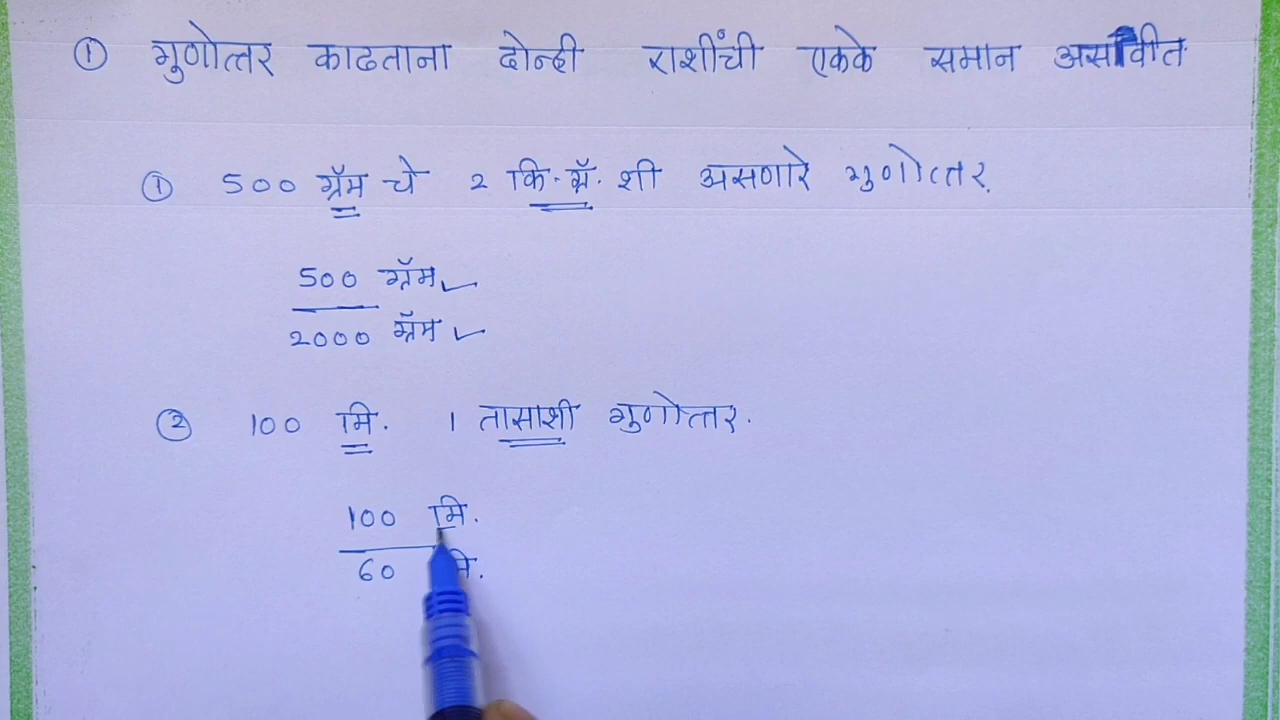 ① गुणोत्तर काढताना दोन्ही राशींची एकके समान असावीत.
① 500 ग्रॅम चे 2 कि.ग्रॅ. शी असणारे गुणोत्तर.
500 ग्रॅम
2000 ग्रॅम
② 100 मि. 1 तासाशी गुणोत्तर.
100 मि.
60 मि.